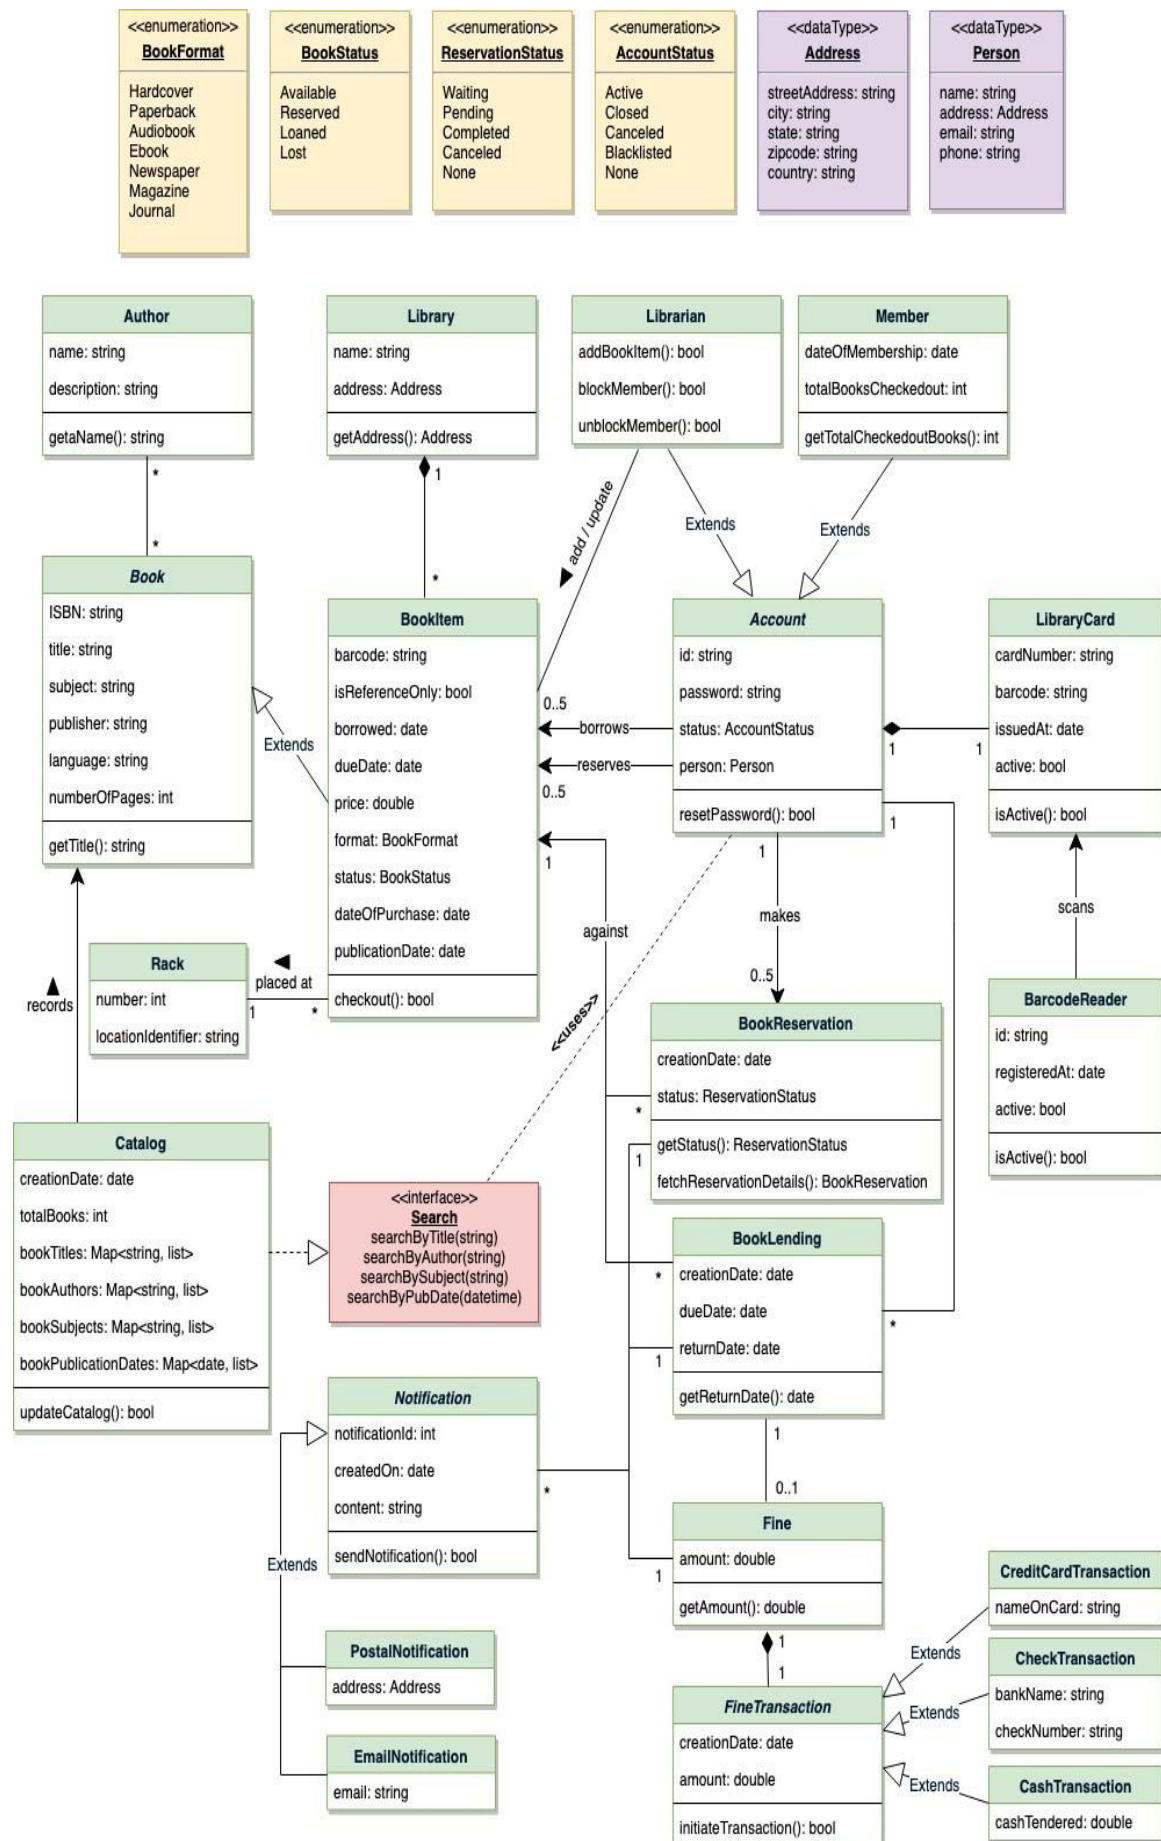 <<enumeration>>
BookFormat
Hardcover
Paperback
Audiobook
Ebook
Newspaper
Magazine
Journal
<<enumeration>>
BookStatus
Available
Reserved
Loaned
Lost
<<enumeration>>
ReservationStatus
Waiting
Pending
Completed
Canceled
None
<<enumeration>>
AccountStatus
Active
Closed
Canceled
Blacklisted
None
<<dataType>>
Address
streetAddress: string
city: string
state: string
zipcode: string
country: string
<<dataType>>
Person
name: string
address: Address
email: string
phone: string
Author
name: string
description: string
getaName(): string
*
*
Library
name: string
address: Address
getAddress(): Address
1
*
Librarian
addBookItem(): bool
blockMember(): bool
unblockMember(): bool
add / update
Extends
Member
dateOfMembership: date
totalBooksCheckedout: int
getTotalCheckedoutBooks(): int
Extends
Book
ISBN: string
title: string
subject: string
publisher: string
language: string
numberOfPages: int
getTitle(): string
Extends
BookItem
barcode: string
isReferenceOnly: bool
borrowed: date
dueDate: date
price: double
format: BookFormat
status: BookStatus
dateOfPurchase: date
publicationDate: date
checkout(): bool
0..5
borrows
reserves
0..5
1
against
Account
id: string
password: string
status: AccountStatus
person: Person
resetPassword(): bool
1
1
1
1
makes
0..5
LibraryCard
cardNumber: string
barcode: string
issuedAt: date
active: bool
isActive(): bool
scans
BarcodeReader
id: string
registeredAt: date
active: bool
isActive(): bool
records
Rack
number: int
locationIdentifier: string
placed at
1
*
<<uses>>
BookReservation
creationDate: date
status: ReservationStatus
getStatus(): ReservationStatus
fetchReservationDetails(): BookReservation
*
1
Catalog
creationDate: date
totalBooks: int
bookTitles: Map<string, list>
bookAuthors: Map<string, list>
bookSubjects: Map<string, list>
bookPublicationDates: Map<date, list>
updateCatalog(): bool
<<interface>>
Search
searchByTitle(string)
searchByAuthor(string)
searchBySubject(string)
searchByPubDate(datetime)
BookLending
creationDate: date
dueDate: date
returnDate: date
getReturnDate(): date
*
*
1
1
0..1
Notification
notificationId: int
createdOn: date
content: string
sendNotification(): bool
*
Extends
Fine
amount: double
getAmount(): double
1
1
1
PostalNotification
address: Address
EmailNotification
email: string
FineTransaction
creationDate: date
amount: double
initiateTransaction(): bool
CreditCardTransaction
nameOnCard: string
Extends
CheckTransaction
bankName: string
checkNumber: string
Extends
CashTransaction
cashTendered: double
Extends